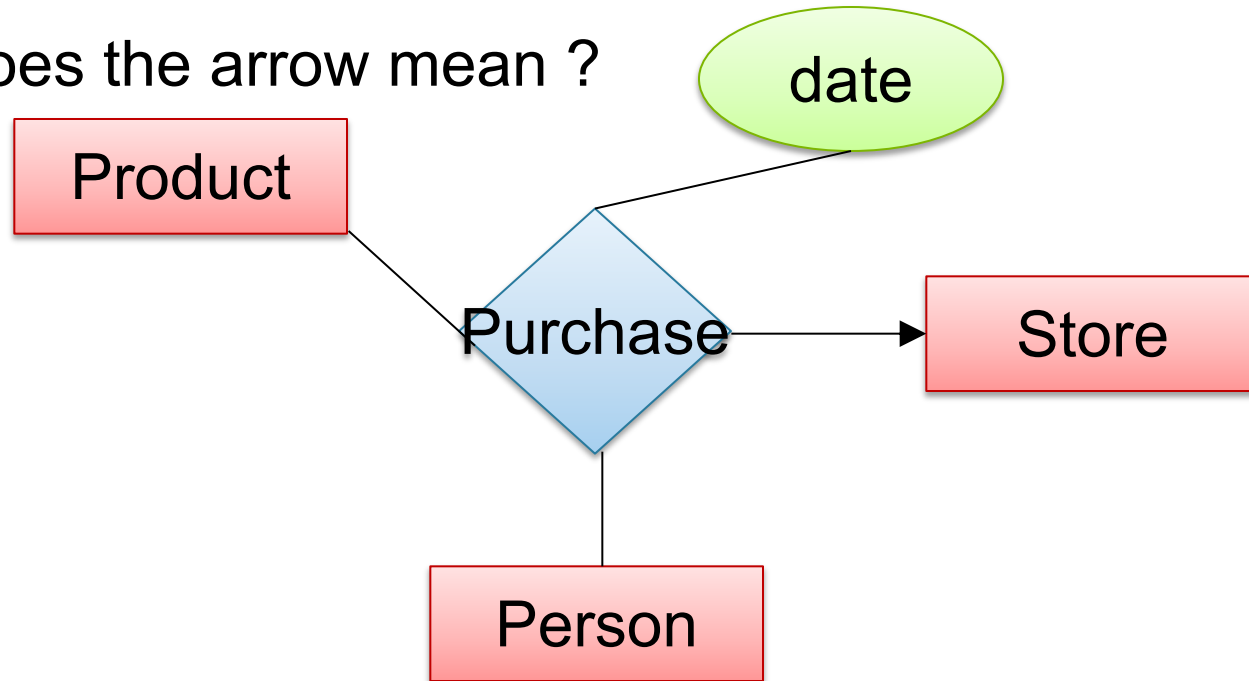 oes the arrow mean ?
date
Product
Purchase
Store
Person